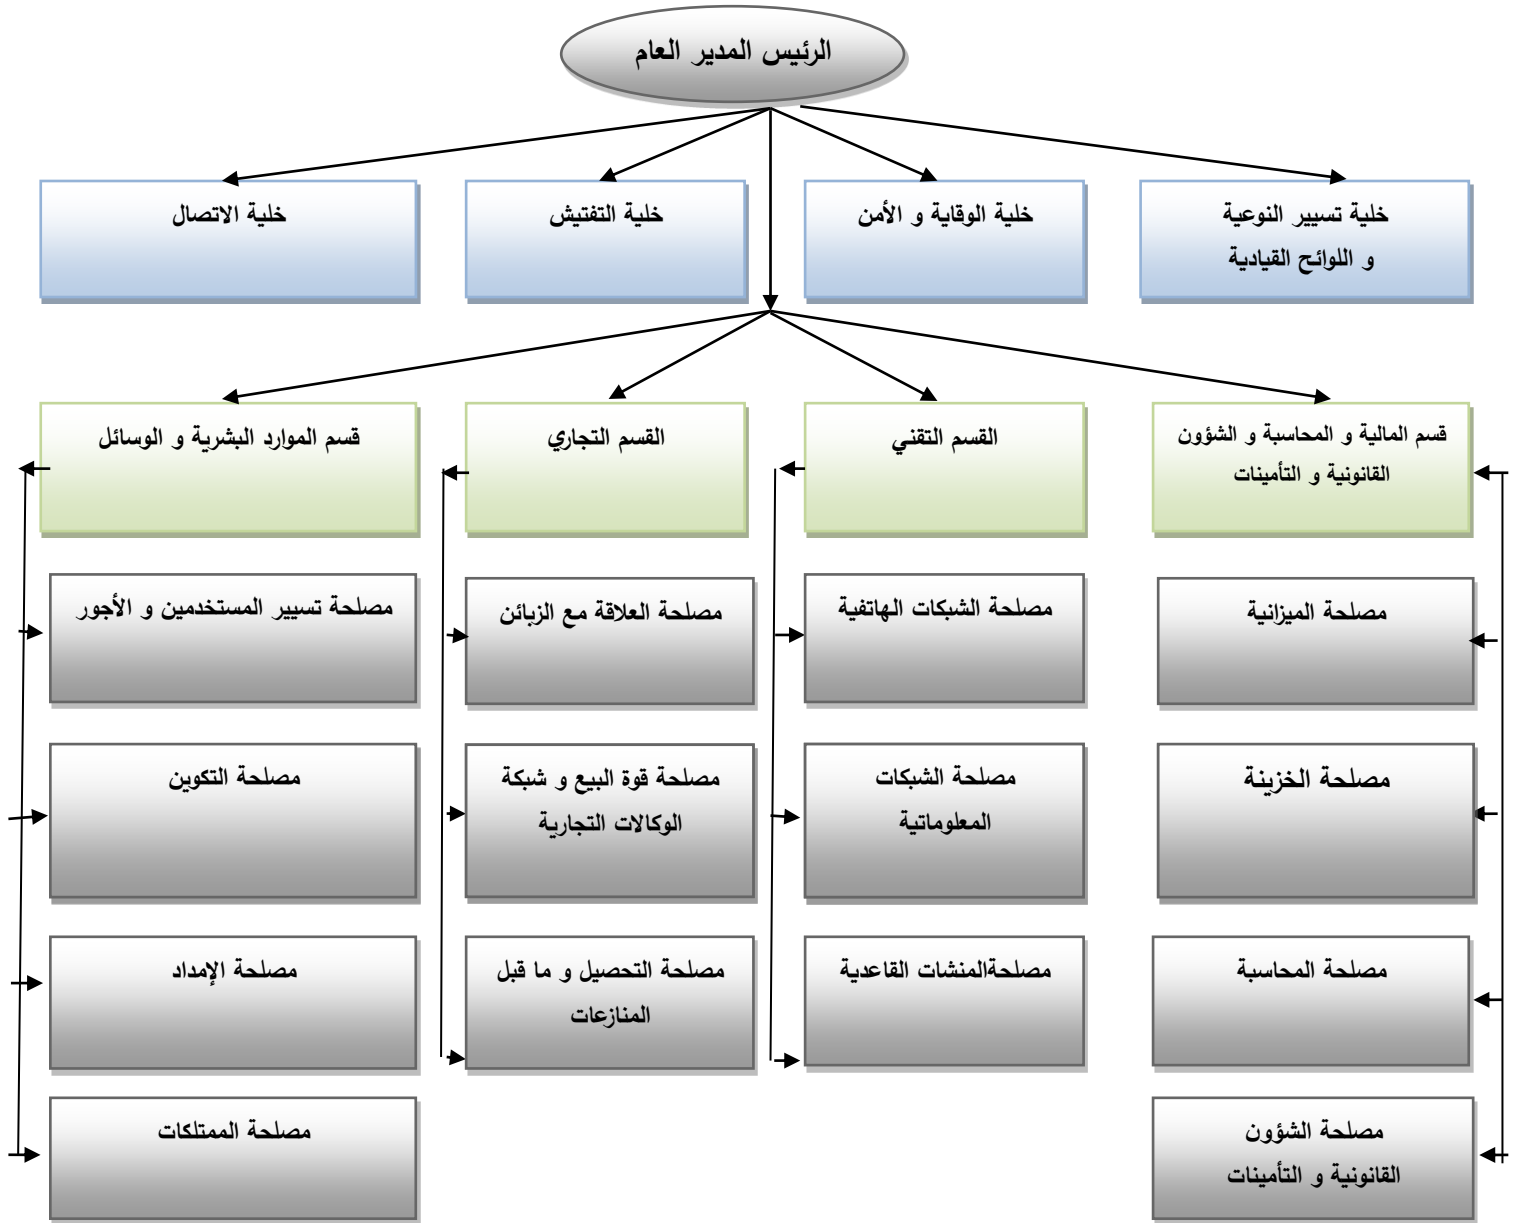 الرئيس المدير العام
خلية تسيير النوعية
و اللوائح القيادية
خلية الوقاية و الأمن
خلية التفتيش
خلية الاتصال
قسم المالية و المحاسبة و الشؤون
القانونية و التأمينات
القسم التقني
القسم التجاري
قسم الموارد البشرية و الوسائل
مصلحة الميزانية
مصلحة الشبكات الهاتفية
مصلحة العلاقة مع الزبائن
مصلحة تسيير المستخدمين و الأجور
مصلحة الخزينة
مصلحة الشبكات
المعلوماتية
مصلحة قوة البيع و شبكة
الوكالات التجارية
مصلحة التكوين
مصلحة المحاسبة
مصلحةالمنشات القاعدية
مصلحة التحصيل و ما قبل
المنازعات
مصلحة الإمداد
مصلحة الشؤون
القانونية و التأمينات
مصلحة الممتلكات